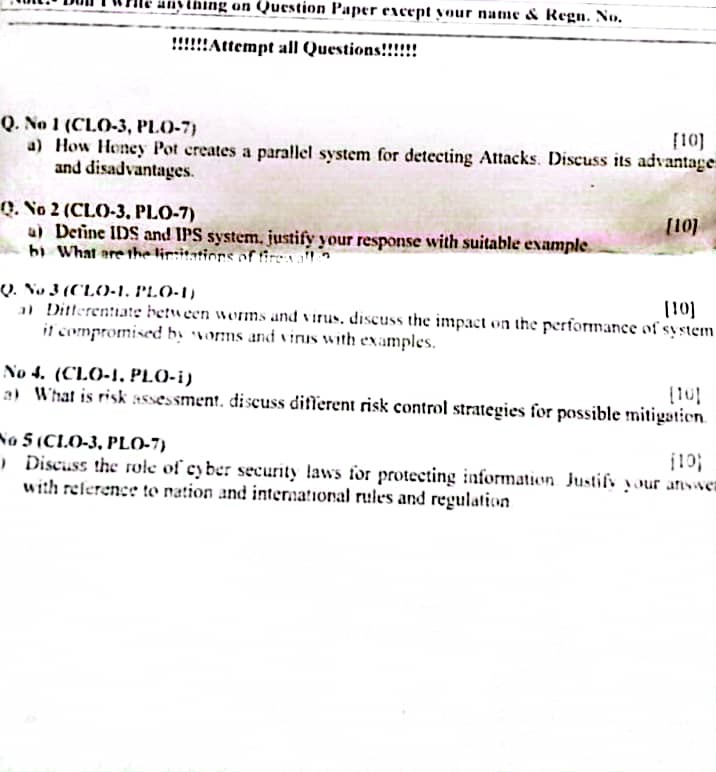 Write anything on Question Paper except your name & Regn. No.
!!!!!!Attempt all Questions!!!!!!
Q. No 1 (CLO-3, PLO-7)
[10]
a) How Honey Pot creates a parallel system for detecting Attacks. Discuss its advantage
and disadvantages.
Q. No 2 (CLO-3, PLO-7)
[10]
a) Define IDS and IPS system, justify your response with suitable example.
b) What are the limitations of firewall ?
Q. No 3 (CLO-1, PLO-1)
[10]
a) Differentiate between worms and virus, discuss the impact on the performance of system
if compromised by worms and virus with examples.
No 4. (CLO-1, PLO-1)
[10]
a) What is risk assessment, discuss different risk control strategies for possible mitigation.
No 5 (CLO-3, PLO-7)
[10]
) Discuss the role of cyber security laws for protecting information Justify your answer
with reference to nation and international rules and regulation